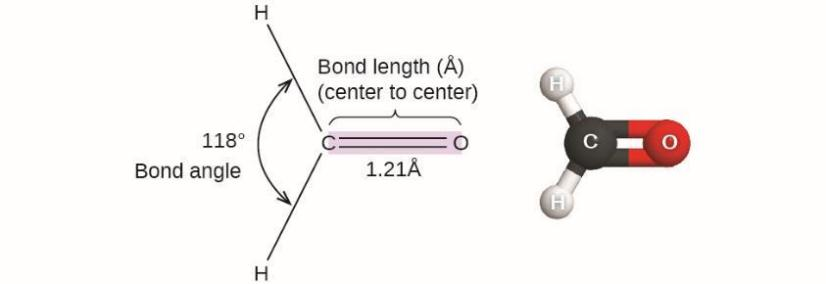 H
Bond length (Å)
(center to center)
118°
Bond angle
C
O
1.21Å
H
H
C
O
H